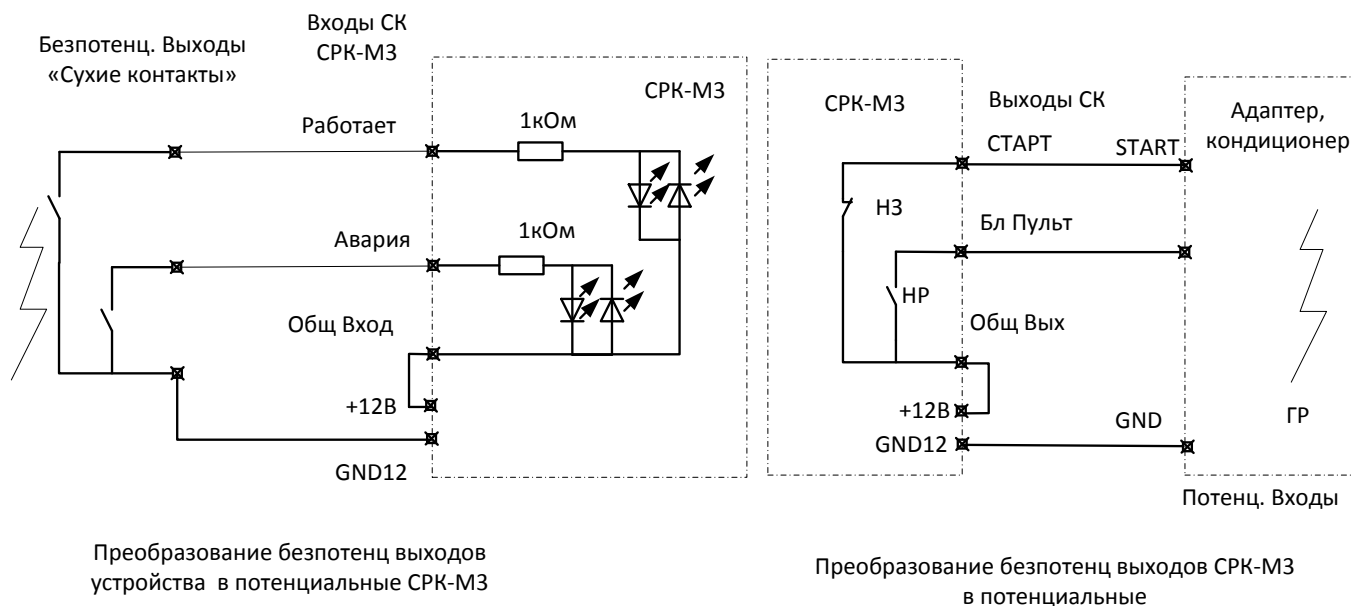 Безпотенц. Выходы
«Сухие контакты»
Входы СК
СРК-М3
СРК-М3
Работает
1кОм
Авария
1кОм
Общ Вход
+12В
GND12
Преобразование безпотенц выходов
устройства в потенциальные СРК-М3
СРК-М3
Выходы СК
Адаптер,
кондиционер
СТАРТ
START
НЗ
Бл Пульт
НР
Общ Вых
+12В
GND12
GND
ГР
Потенц. Входы
Преобразование безпотенц выходов СРК-М3
в потенциальные